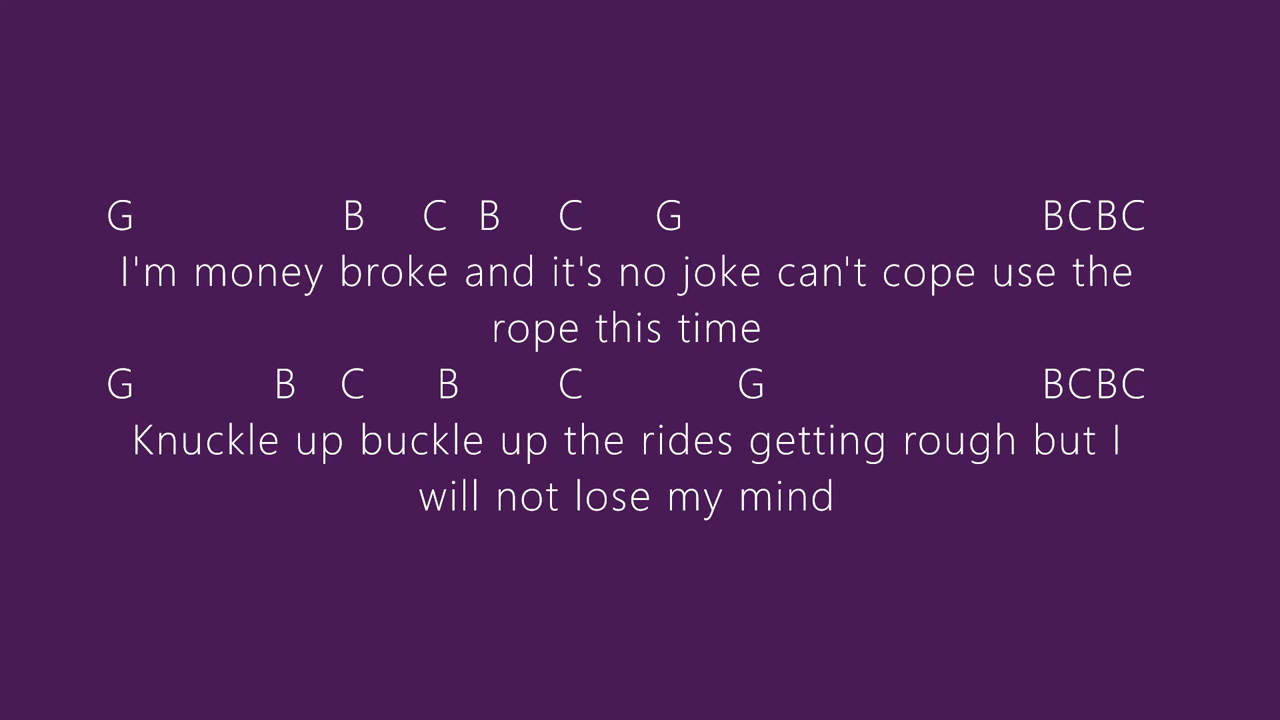 G B C B C G BCBC
I'm money broke and it's no joke can't cope use the
rope this time
G B C B C G BCBC
Knuckle up buckle up the rides getting rough but I
will not lose my mind